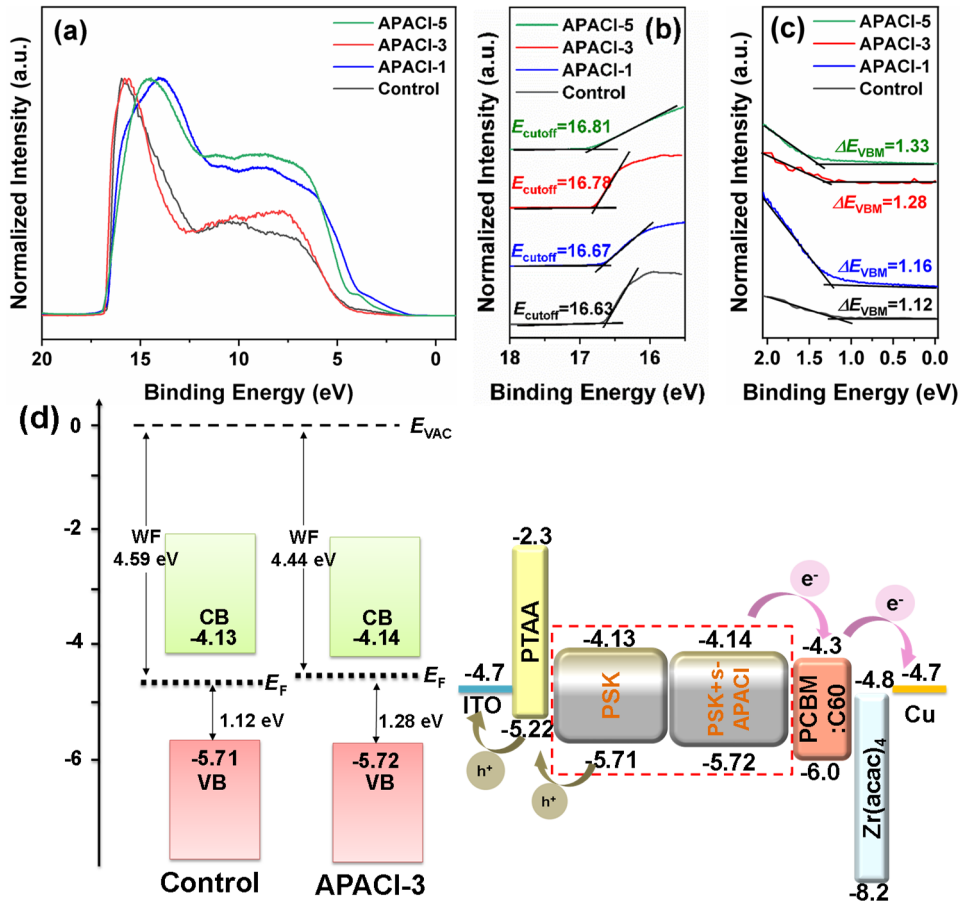 (a)
APACl-5
APACl-3
APACl-1
Control
Normalized Intensity (a.u.)
20 15 10 5 0
Binding Energy (eV)
(b)
APACl-5
APACl-3
APACl-1
Control
Ecutoff=16.81
Ecutoff=16.78
Ecutoff=16.67
Ecutoff=16.63
Normalized Intensity (a.u.)
18 17 16
Binding Energy (eV)
(c)
APACl-5
APACl-3
APACl-1
Control
ΔEVBM=1.33
ΔEVBM=1.28
ΔEVBM=1.16
ΔEVBM=1.12
Normalized Intensity (a.u.)
2.0 1.5 1.0 0.5 0.0
Binding Energy (eV)
(d)
0
-2
-4
-6
EVAC
WF
4.59 eV
CB
-4.13
EF
1.12 eV
-5.71
VB
Control
WF
4.44 eV
CB
-4.14
EF
1.28 eV
-5.72
VB
APACl-3
-4.7
ITO
h+
-2.3
PTAA
-5.22
h+
-4.13
PSK
-5.71
-4.14
PSK+s-
APACl
-5.72
e-
-4.3
PCBM
:C60
-6.0
e-
-4.8
Zr(acac)4
-8.2
-4.7
Cu